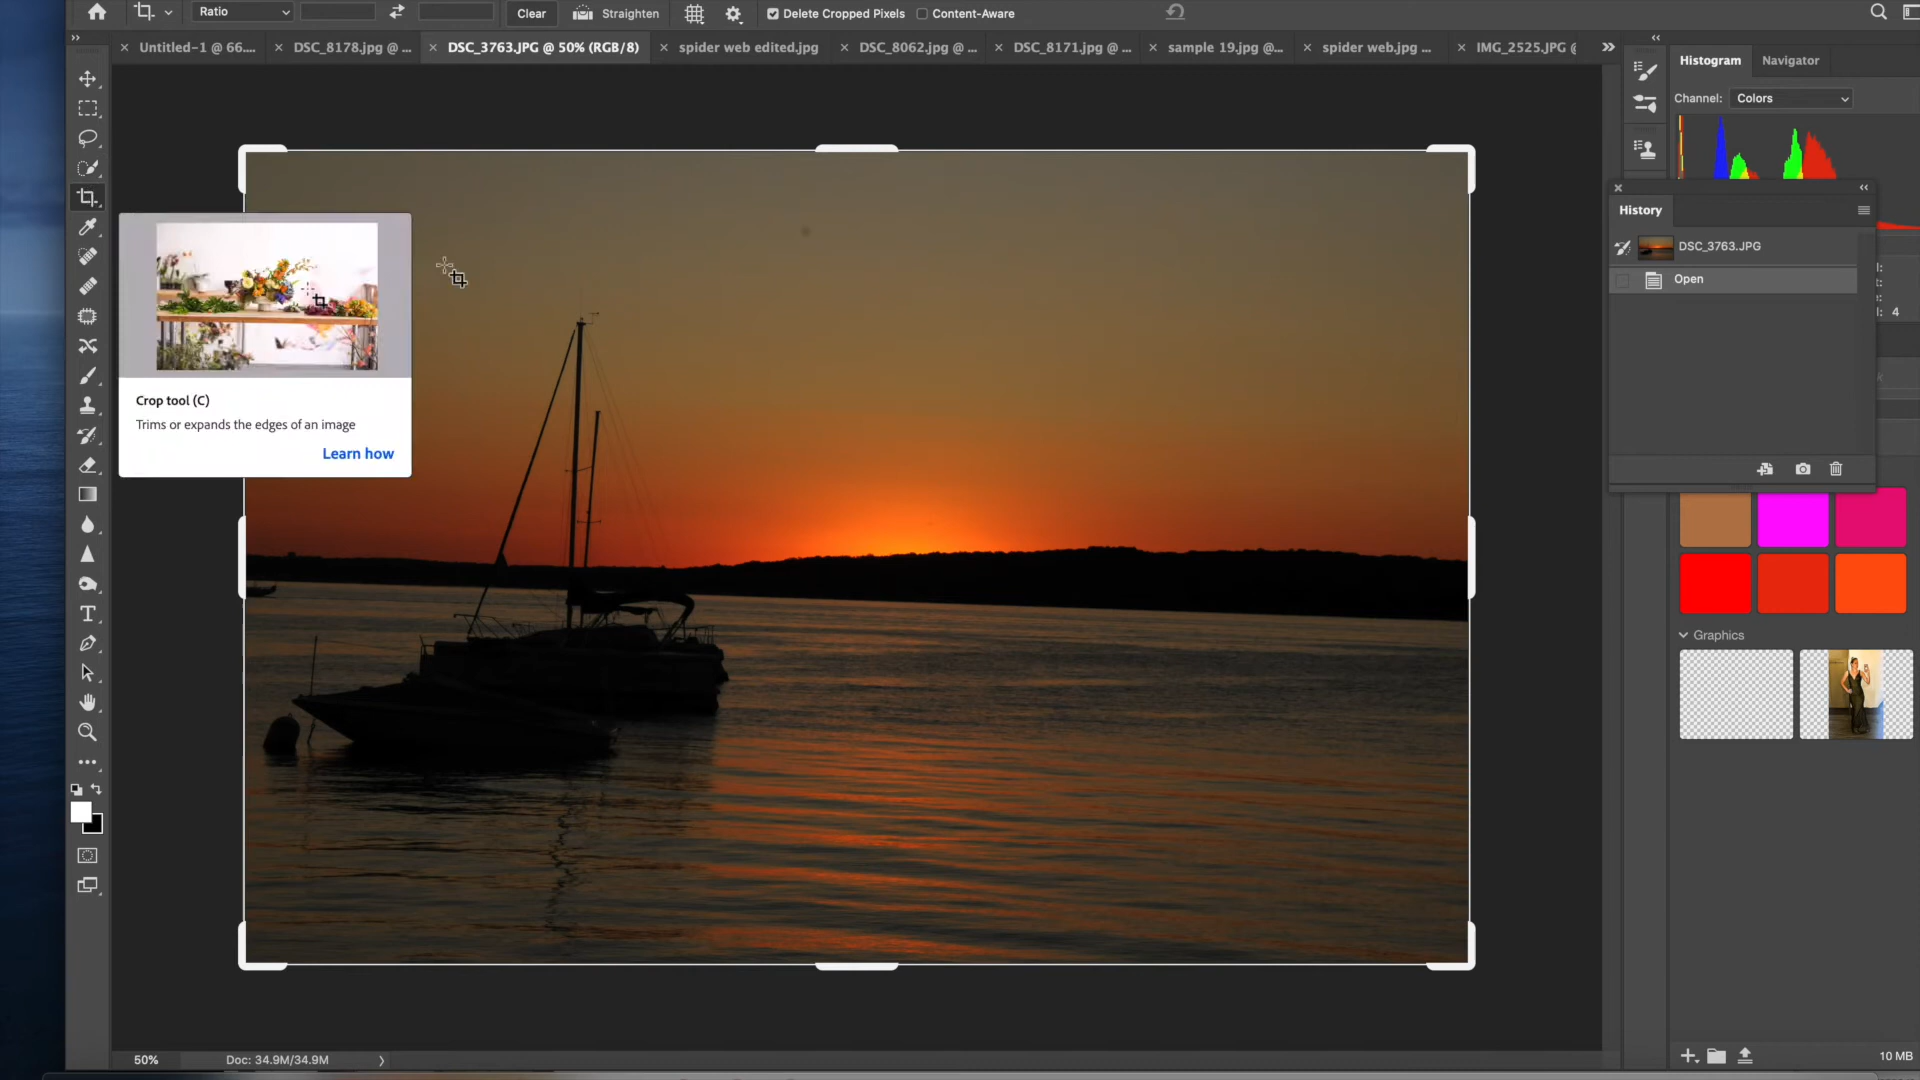 Ratio
Clear
Straighten
Delete Cropped Pixels
Content-Aware
Untitled-1 @ 66....
DSC_8178.jpg @ ...
DSC_3763.JPG @ 50% (RGB/8)
spider web edited.jpg
DSC_8062.jpg @ ...
DSC_8171.jpg @ ...
sample 19.jpg @...
spider web.jpg ...
IMG_2525.JPG @
Histogram
Navigator
Channel:
Colors
History
DSC_3763.JPG
Open
4
Crop tool (C)
Trims or expands the edges of an image
Learn how
Graphics
50%
Doc: 34.9M/34.9M
10 MB